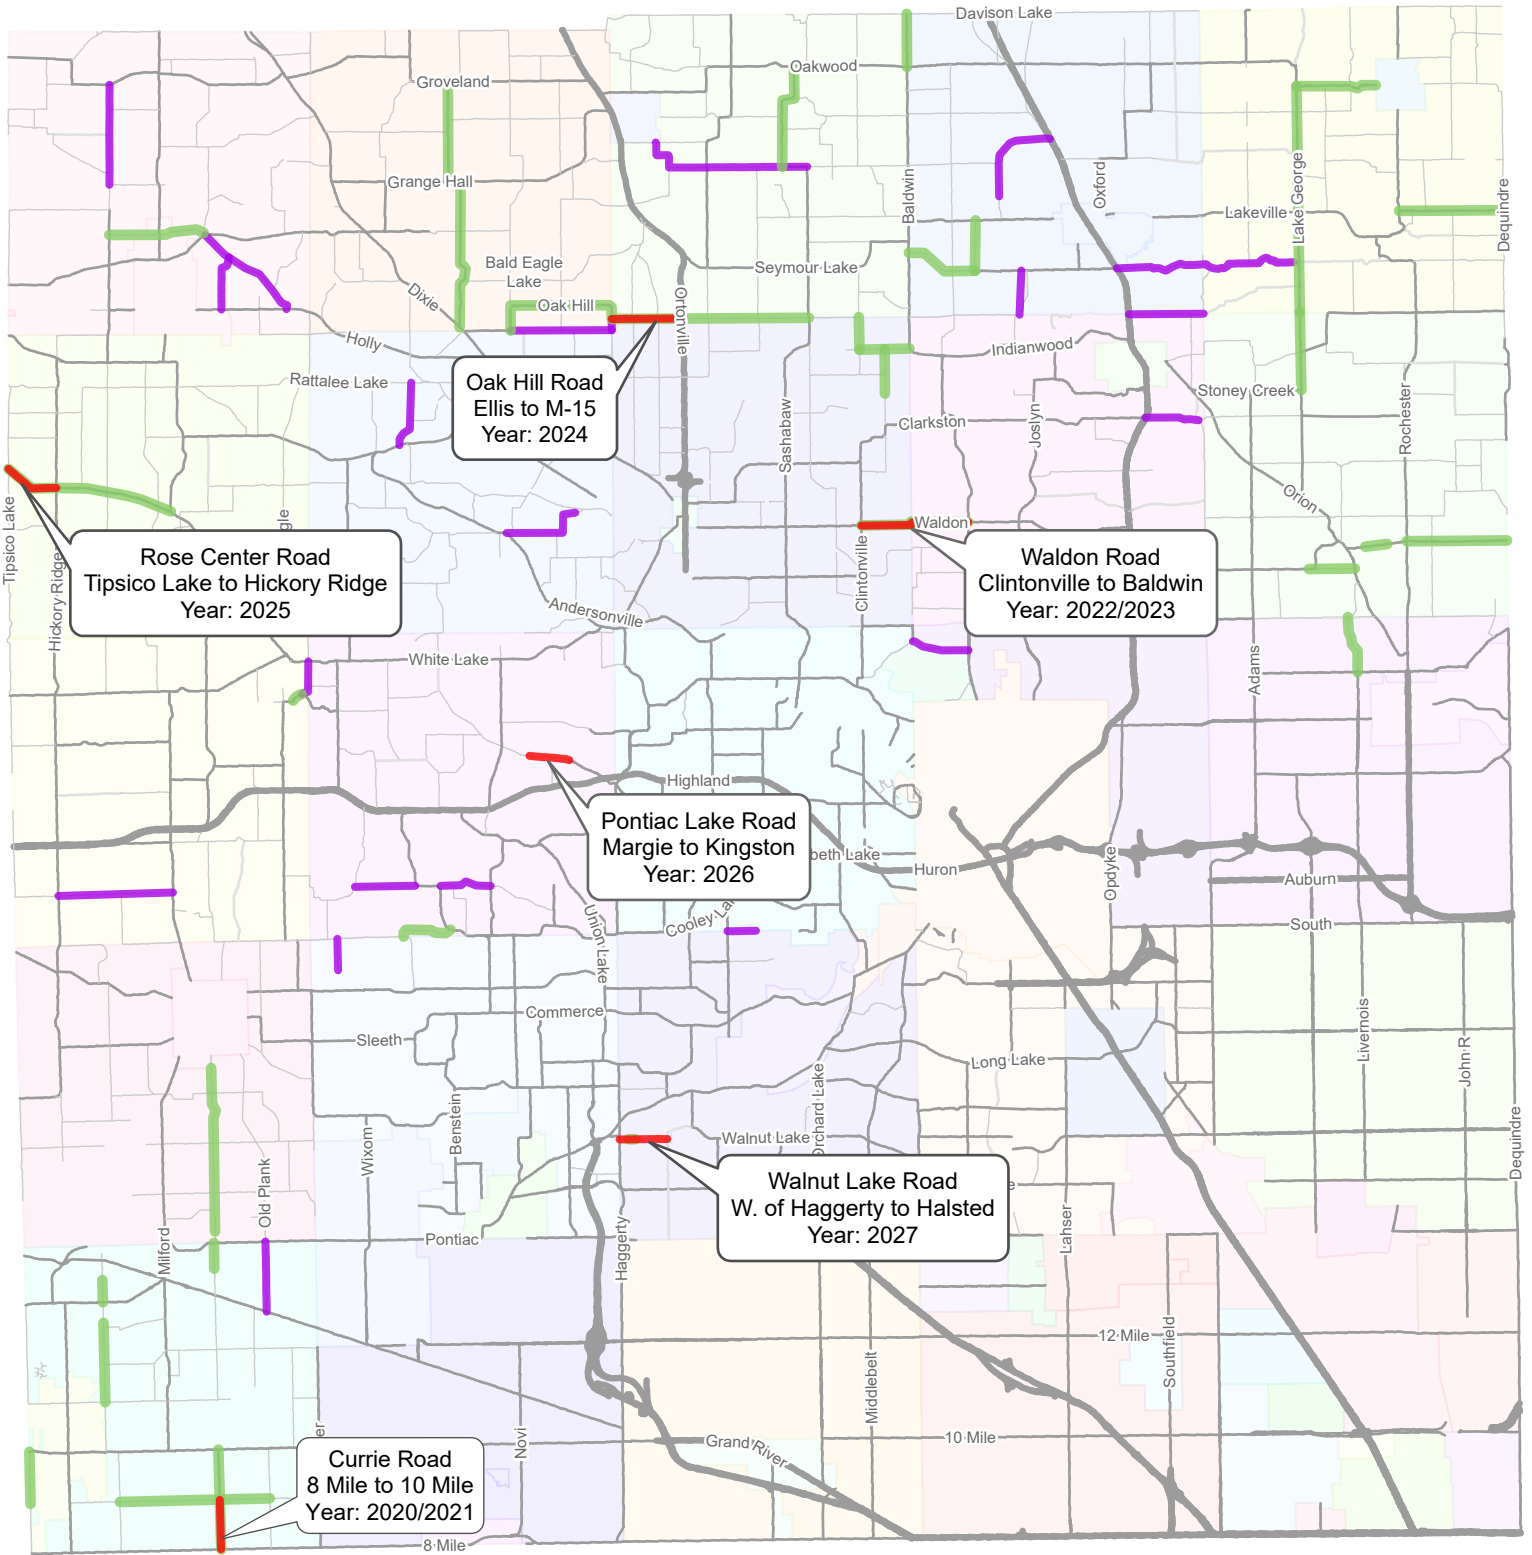 Davison Lake
Oakwood
Groveland
Grange Hall
Baldwin
Oxford
Lake George
Lakeville
Dequindre
Bald Eagle
Lake
Seymour Lake
Dixie
Oak Hill
Ortonville
Holly
Indianwood
Rattalee Lake
Stoney Creek
Oak Hill Road
Ellis to M-15
Year: 2024
Sashabaw
Clarkston
Joslyn
Rochester
Orion
Tipsico Lake
Hickory Ridge
Rose Center Road
Tipsico Lake to Hickory Ridge
Year: 2025
Waldon
Clintonville
Waldon Road
Clintonville to Baldwin
Year: 2022/2023
Andersonville
White Lake
Adams
Highland
Pontiac Lake Road
Margie to Kingston
Year: 2026
beth Lake
Huron
Opdyke
Auburn
South
Union Lake
Cooley La
Commerce
Sleeth
Long Lake
Livernois
John R
Orchard Lake
Benstein
Wixom
Walnut Lake
Dequindre
Walnut Lake Road
W. of Haggerty to Halsted
Year: 2027
Old Plank
Milford
Pontiac
Haggerty
Lahser
12 Mile
Southfield
Middlebelt
Novi
10 Mile
Grand River
Currie Road
8 Mile to 10 Mile
Year: 2020/2021
8 Mile